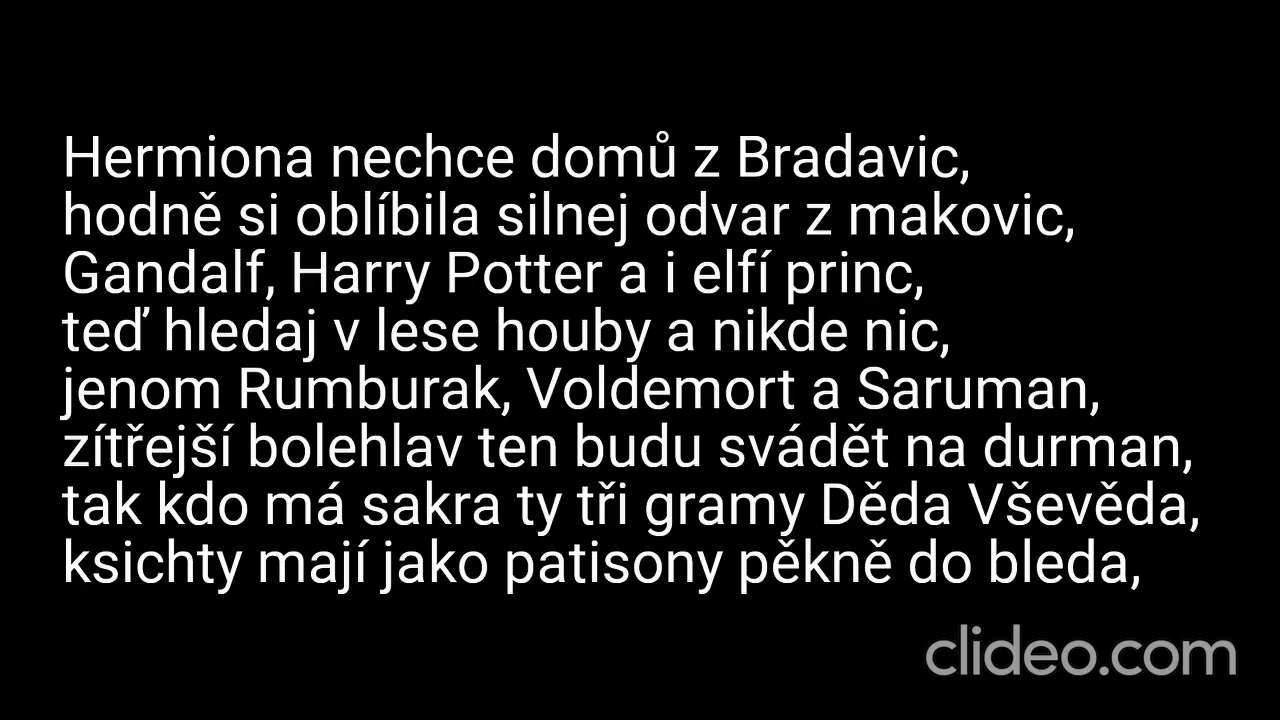 Hermiona nechce domů z Bradavic,
hodně si oblíbila silnej odvar z makovic,
Gandalf, Harry Potter a i elfí princ,
teď hledaj v lese houby a nikde nic,
jenom Rumburak, Voldemort a Saruman,
zítřejší bolehlav ten budu svádět na durman,
tak kdo má sakra ty tři gramy Děda Vševěda,
ksichty mají jako patisony pěkně do bleda,
clideo.com